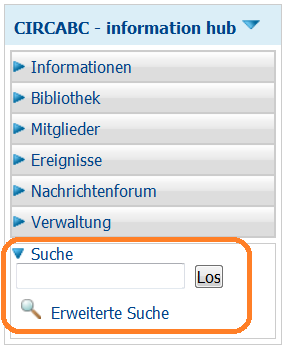 CIRCABC - information hub
Informationen
Bibliothek
Mitglieder
Ereignisse
Nachrichtenforum
Verwaltung
Suche
Los
Erweiterte Suche